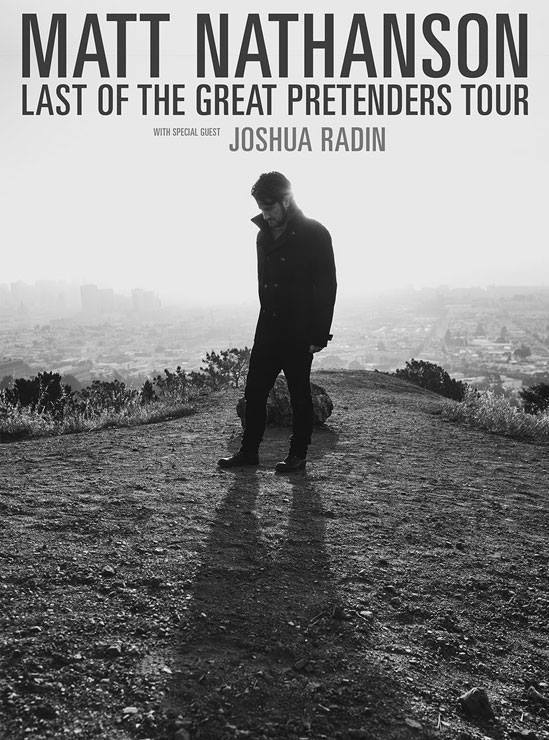 MATT NATHANSON
LAST OF THE GREAT PRETENDERS TOUR
WITH SPECIAL GUEST JOSHUA RADIN